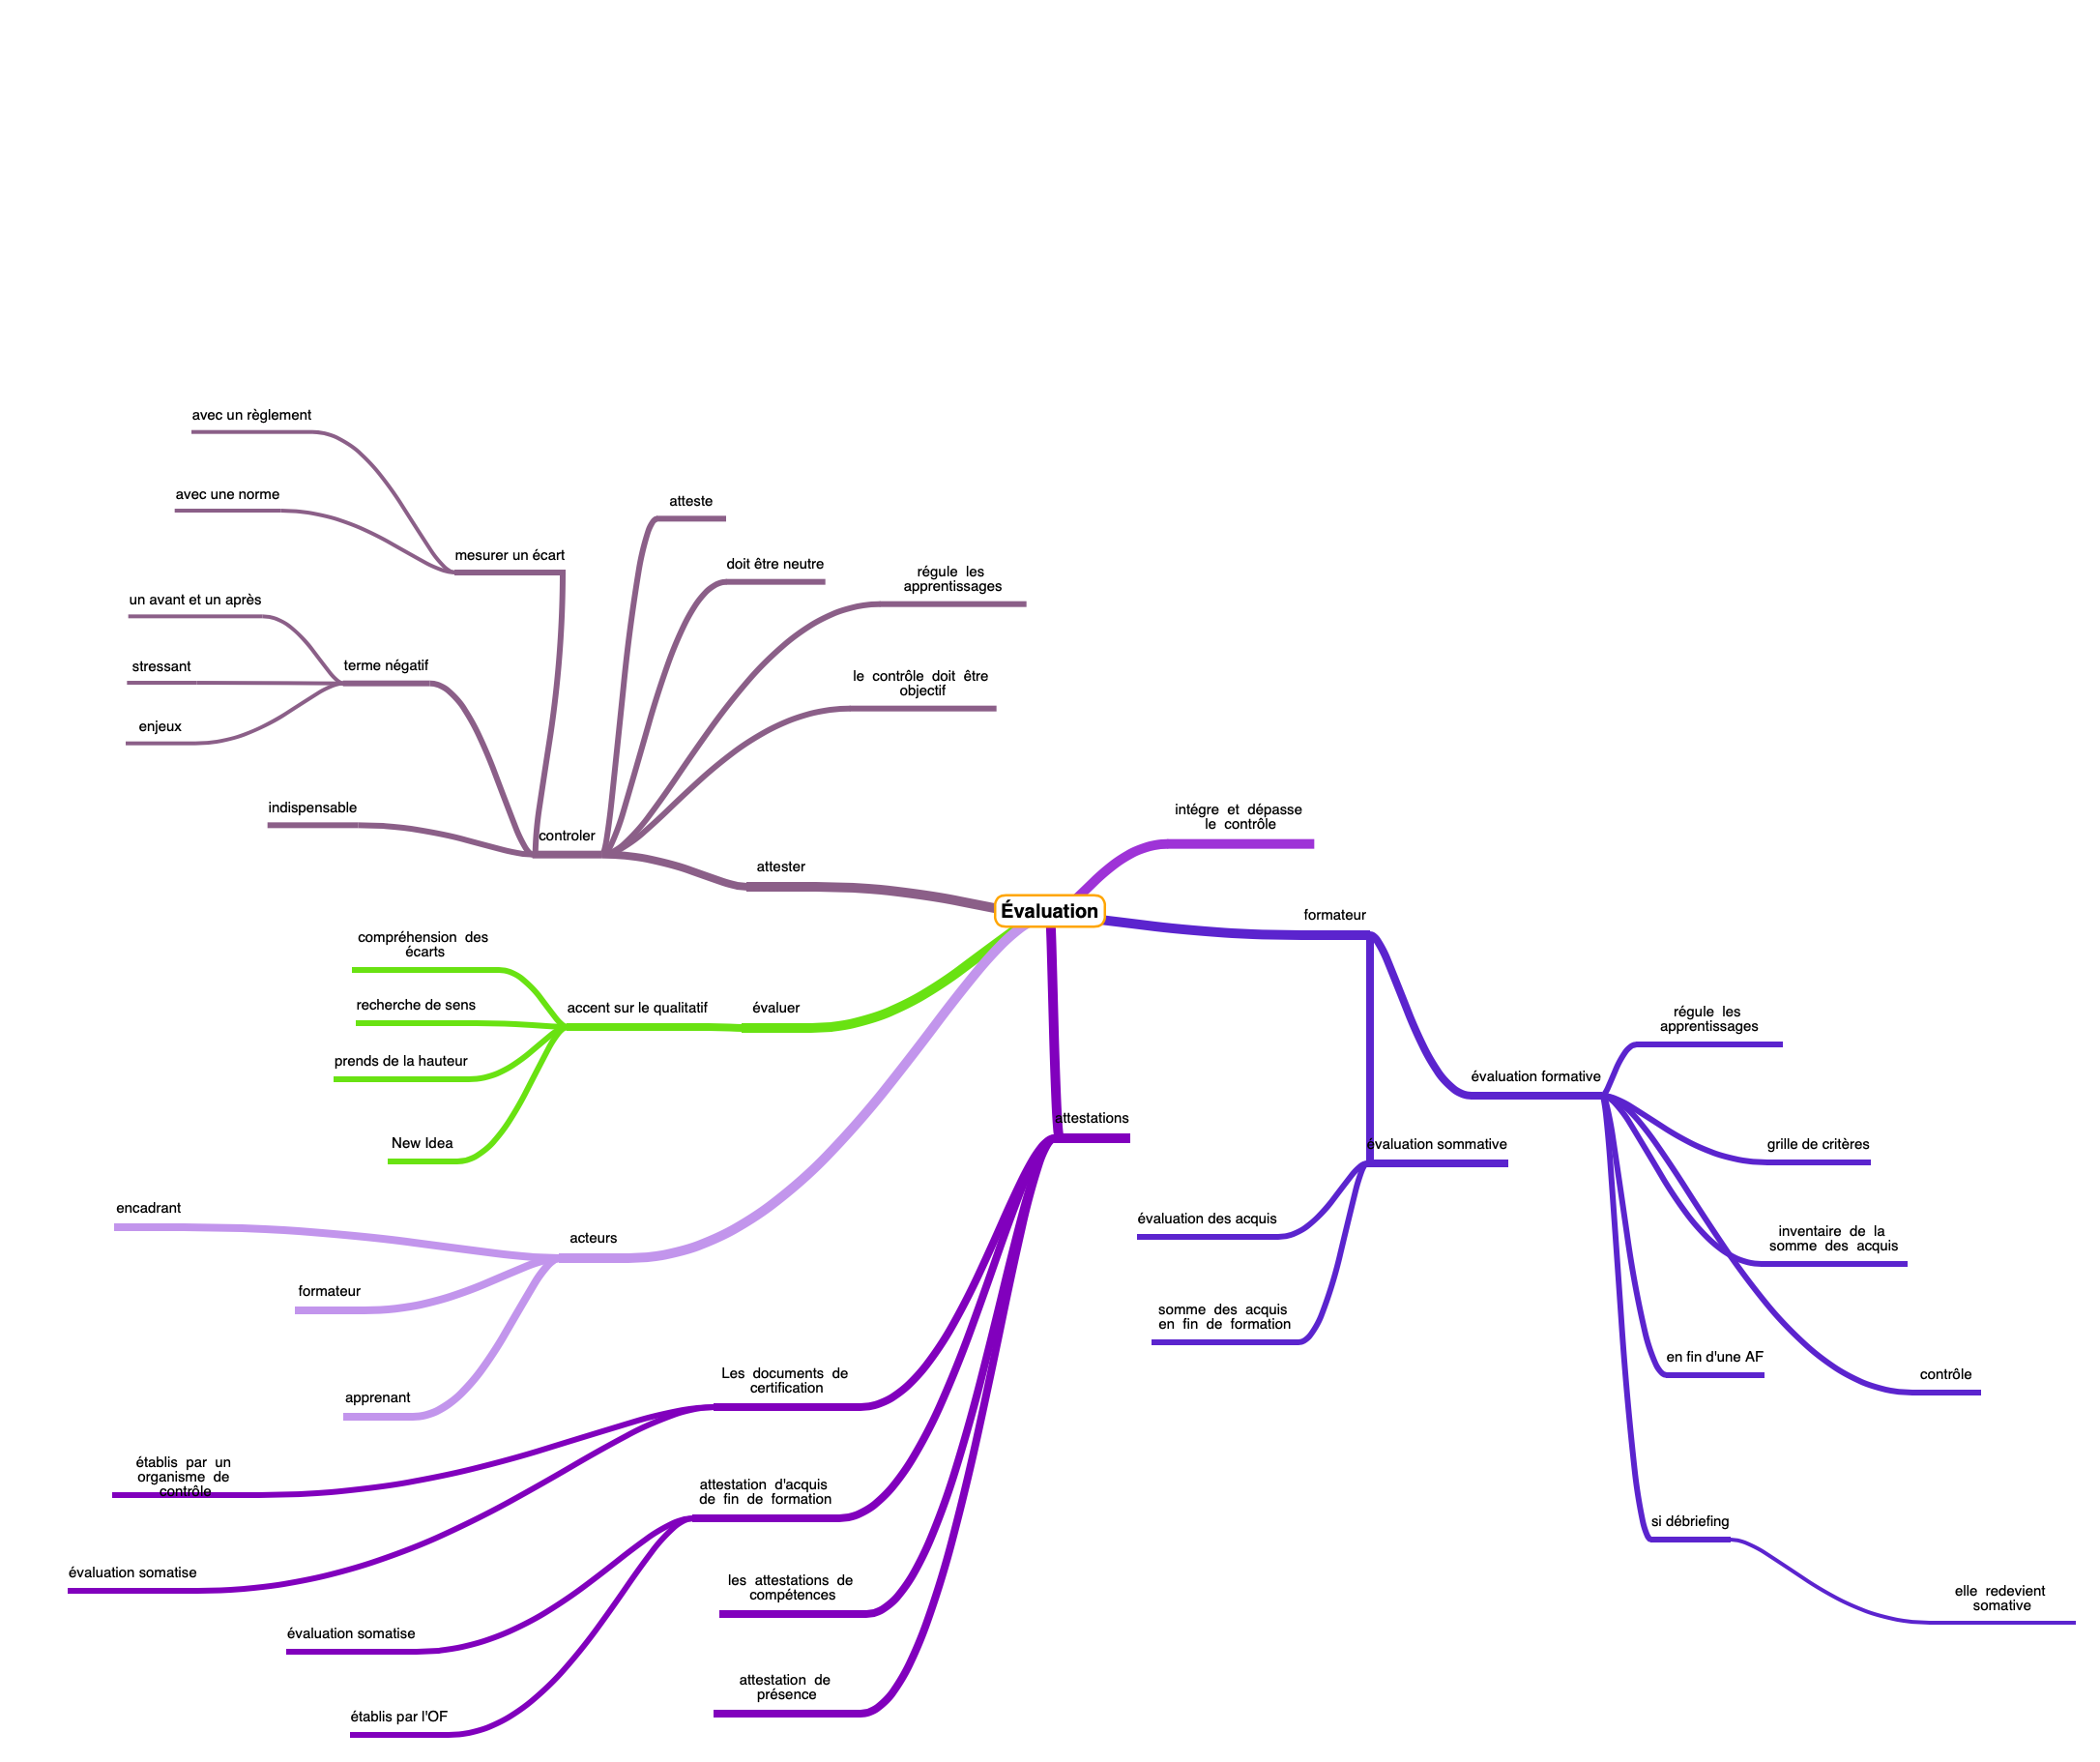 avec un règlement
avec une norme
atteste
mesurer un écart
doit être neutre
régule les
apprentissages
un avant et un après
stressant
terme négatif
enjeux
le contrôle doit être
objectif
indispensable
controler
attester
intégre et dépasse
le contrôle
Évaluation
formateur
compréhension des
écarts
recherche de sens
accent sur le qualitatif
évaluer
prends de la hauteur
New Idea
régule les
apprentissages
évaluation formative
attestations
évaluation sommative
grille de critères
encadrant
acteurs
évaluation des acquis
inventaire de la
somme des acquis
formateur
somme des acquis
en fin de formation
apprenant
Les documents de
certification
en fin d'une AF
contrôle
établis par un
organisme de
contrôle
attestation d'acquis
de fin de formation
si débriefing
évaluation somatise
les attestations de
compétences
elle redevient
somative
évaluation somatise
attestation de
présence
établis par l'OF